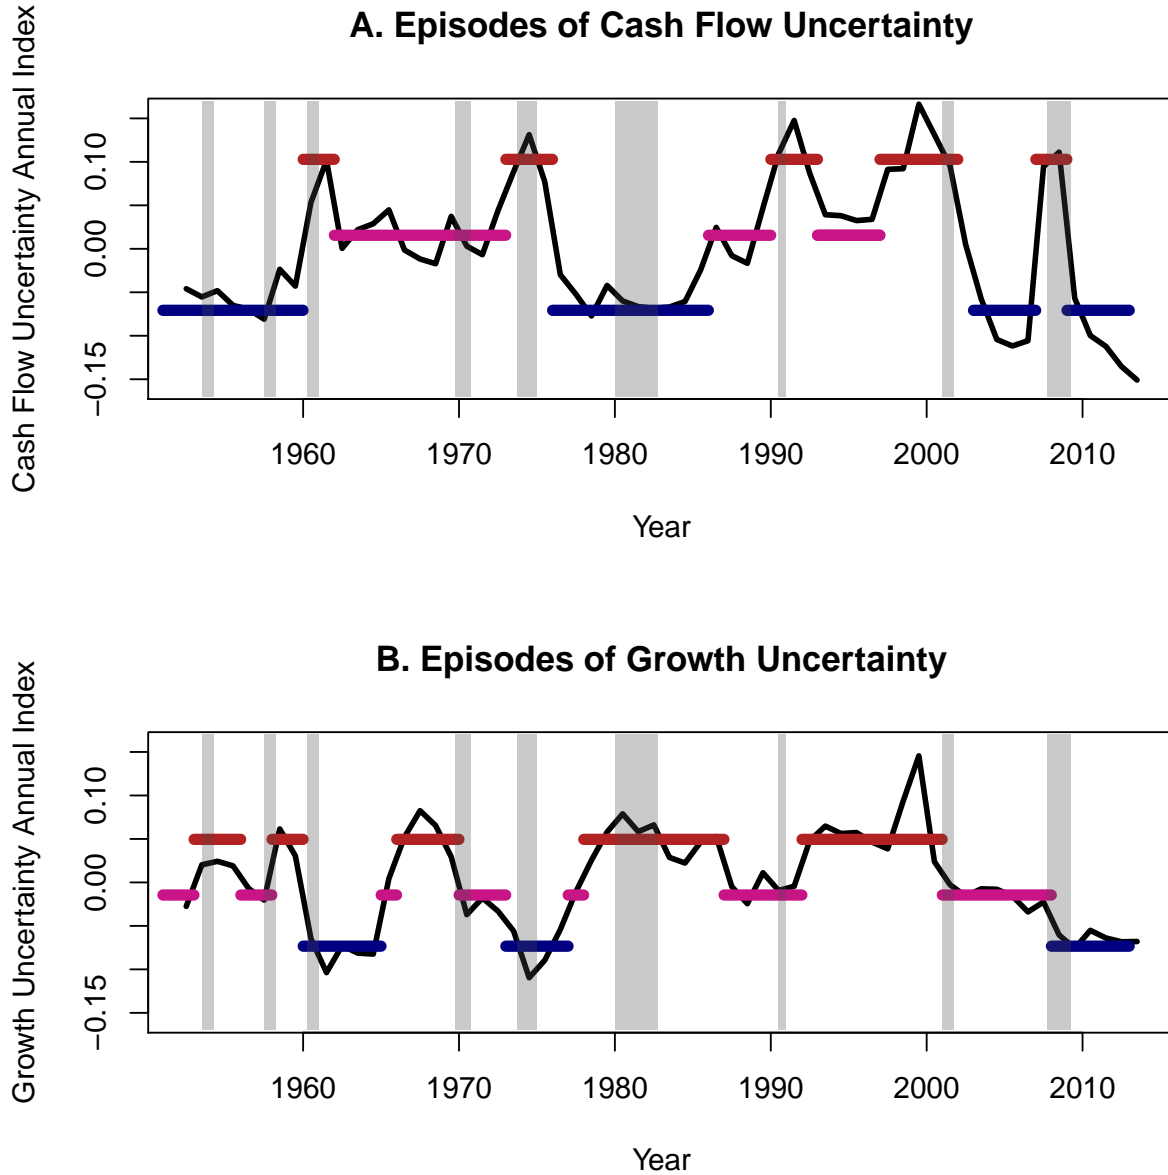 A. Episodes of Cash Flow Uncertainty
Cash Flow Uncertainty Annual Index
0.10
0.00
−0.15
1960 1970 1980 1990 2000 2010
Year
B. Episodes of Growth Uncertainty
Growth Uncertainty Annual Index
0.10
0.00
−0.15
1960 1970 1980 1990 2000 2010
Year